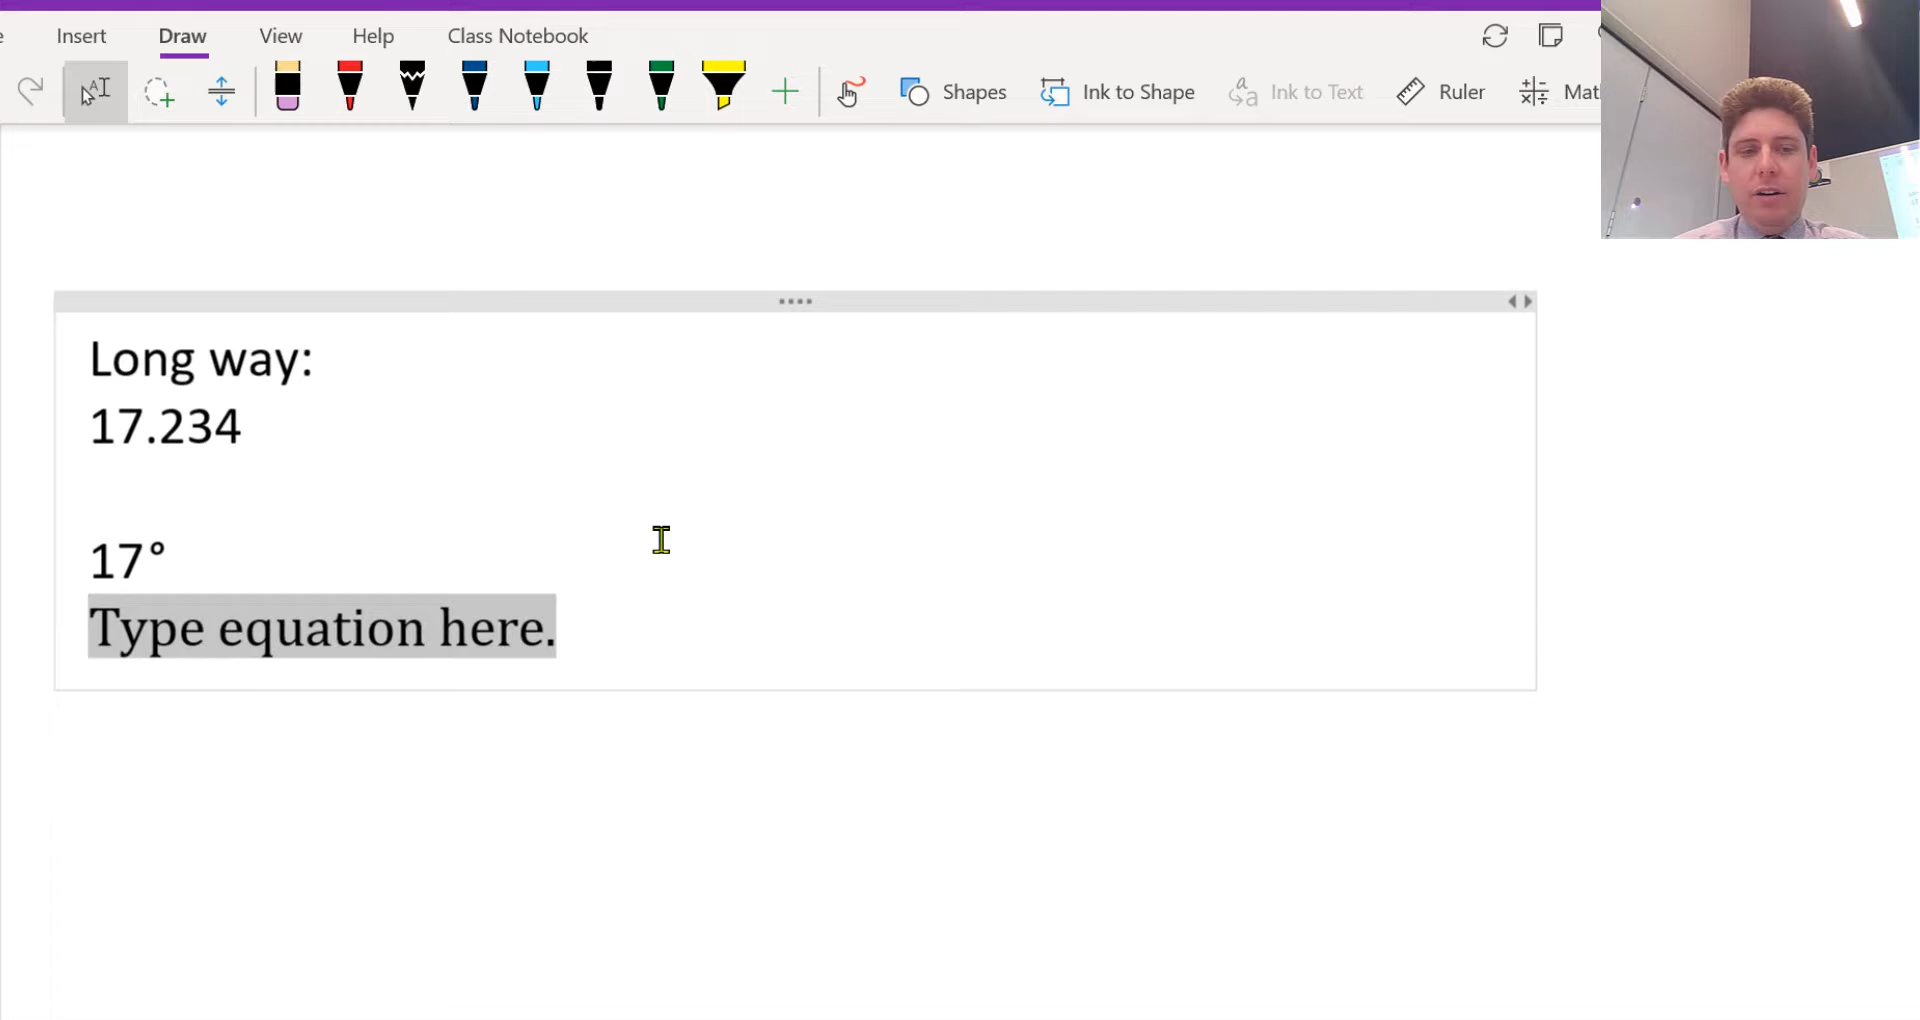 Insert Draw View Help Class Notebook
Shapes Ink to Shape Ink to Text Ruler
Long way:
17.234
17°
Type equation here.